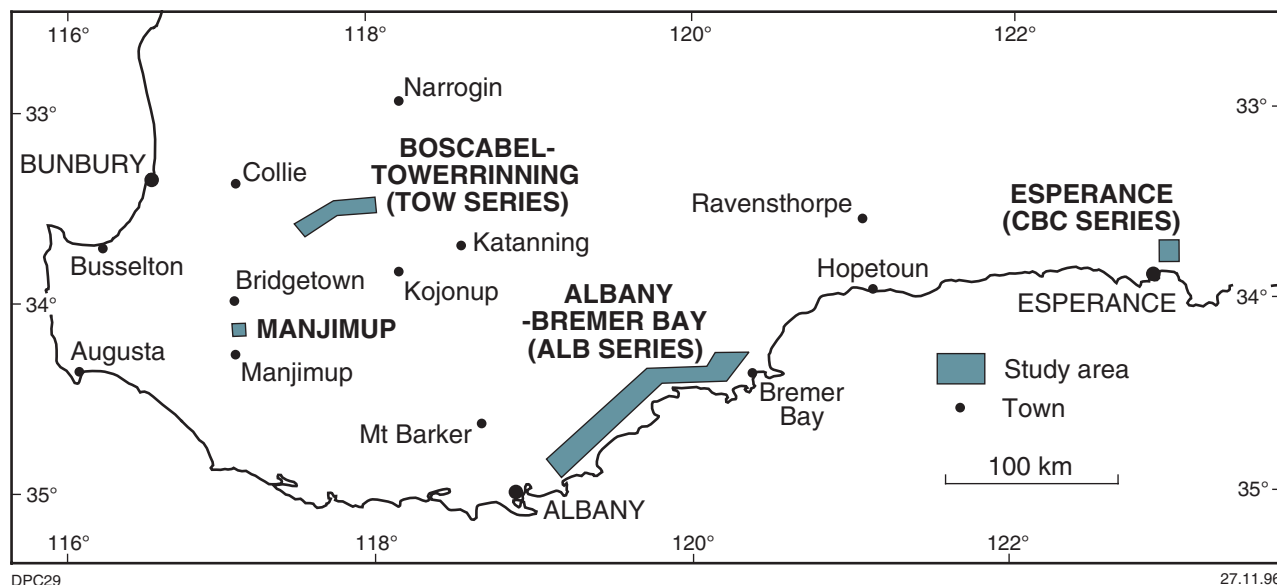 116°
118°
120°
122°
33°
33°
Narrogin
BUNBURY
Collie
BOSCABEL-
TOWERRINNING
(TOW SERIES)
Ravensthorpe
ESPERANCE
(CBC SERIES)
Busselton
Katanning
Bridgetown
Kojonup
Hopetoun
34°
ESPERANCE
34°
MANJIMUP
ALBANY
-BREMER BAY
(ALB SERIES)
Augusta
Manjimup
Study area
Bremer
Bay
Town
Mt Barker
100 km
35°
ALBANY
35°
116°
118°
120°
122°
DPC29
27.11.96